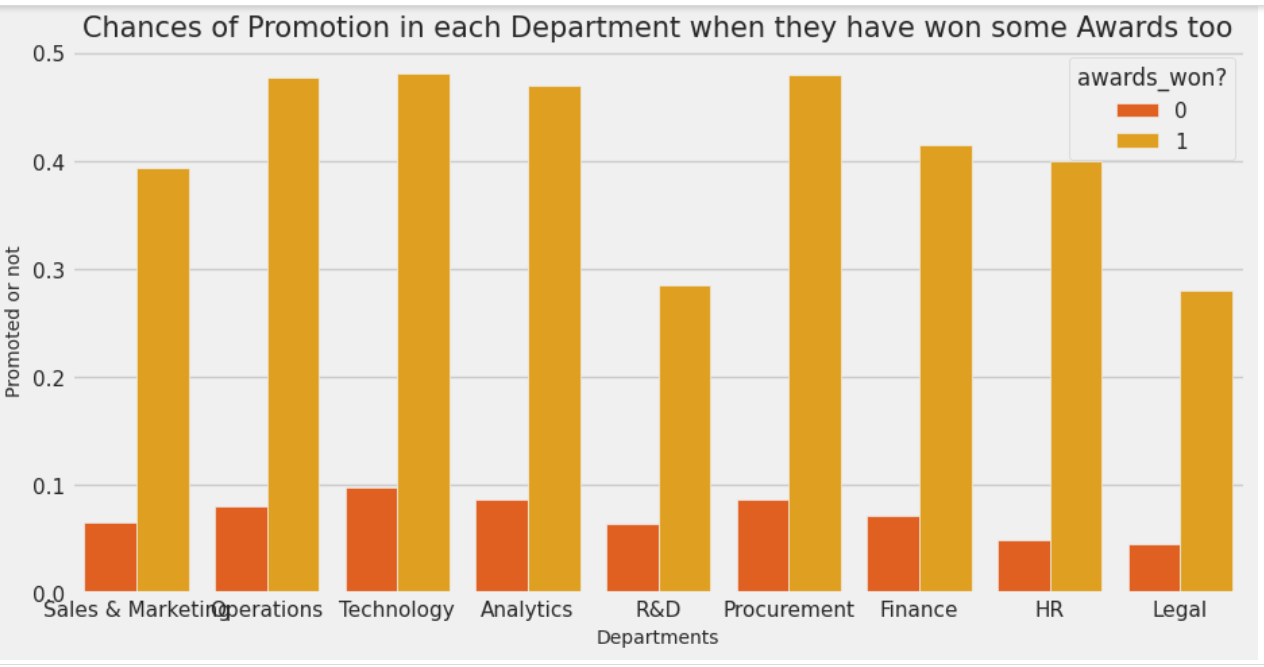 Chances of Promotion in each Department when they have won some Awards too
awards_won?
0
1
0.5
0.4
0.3
0.2
0.1
0.0
Promoted or not
Sales & Marketing Operations Technology Analytics R&D Procurement Finance HR Legal
Departments